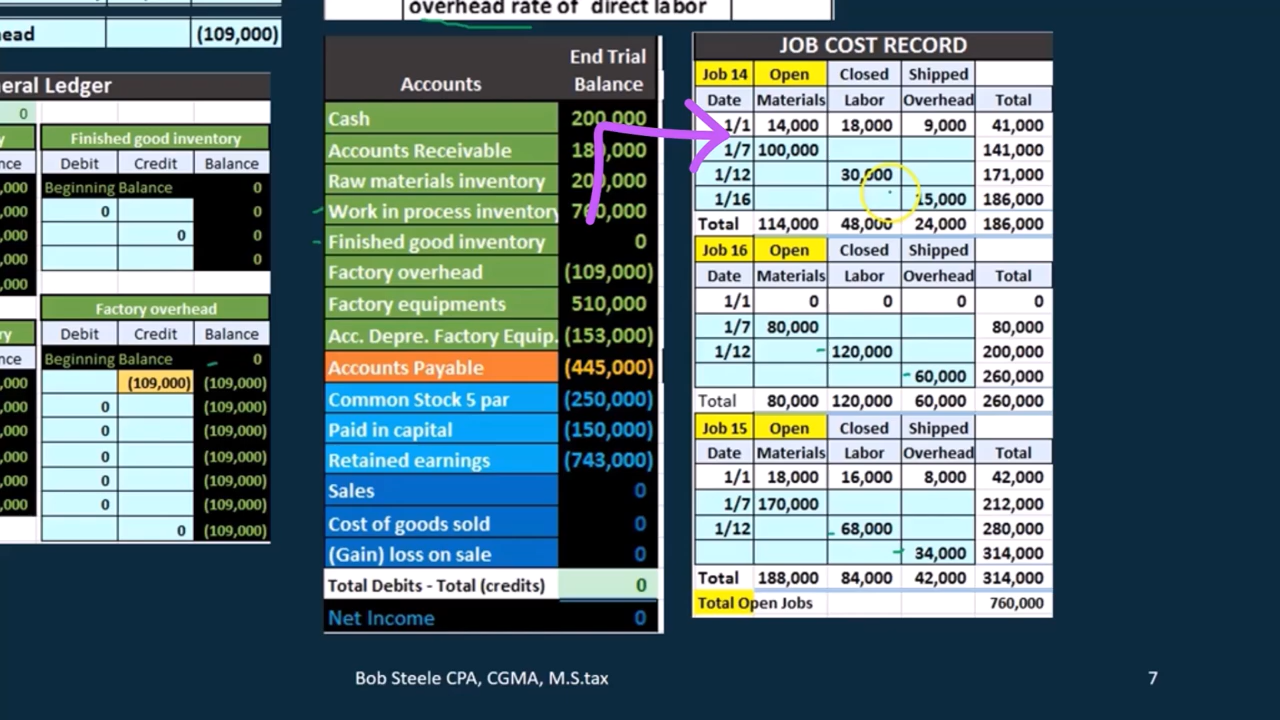 overhead rate of direct labor
ead (109,000)
neral Ledger
0
y Finished good inventory
Debit Credit Balance
,000 Beginning Balance 0
,000 0 0
,000 0 0
,000 0
,000
ry Factory overhead
Debit Credit Balance
nce Beginning Balance 0
,000 (109,000) (109,000)
,000 0 (109,000)
,000 0 (109,000)
,000 0 (109,000)
,000 0 (109,000)
,000 0 (109,000)
Accounts End Trial Balance
Cash 200,000
Accounts Receivable 180,000
Raw materials inventory 200,000
Work in process inventory 760,000
Finished good inventory 0
Factory overhead (109,000)
Factory equipments 510,000
Acc. Depre. Factory Equip. (153,000)
Accounts Payable (445,000)
Common Stock 5 par (250,000)
Paid in capital (150,000)
Retained earnings (743,000)
Sales 0
Cost of goods sold 0
(Gain) loss on sale 0
Total Debits - Total (credits) 0
Net Income 0
JOB COST RECORD
Job 14 Open Closed Shipped
Date Materials Labor Overhead Total
1/1 14,000 18,000 9,000 41,000
1/7 100,000 141,000
1/12 30,000 171,000
1/16 15,000 186,000
Total 114,000 48,000 24,000 186,000
Job 16 Open Closed Shipped
Date Materials Labor Overhead Total
1/1 0 0 0 0
1/7 80,000 80,000
1/12 120,000 200,000
60,000 260,000
Total 80,000 120,000 60,000 260,000
Job 15 Open Closed Shipped
Date Materials Labor Overhead Total
1/1 18,000 16,000 8,000 42,000
1/7 170,000 212,000
1/12 68,000 280,000
34,000 314,000
Total 188,000 84,000 42,000 314,000
Total Open Jobs 760,000
Bob Steele CPA, CGMA, M.S.tax
7